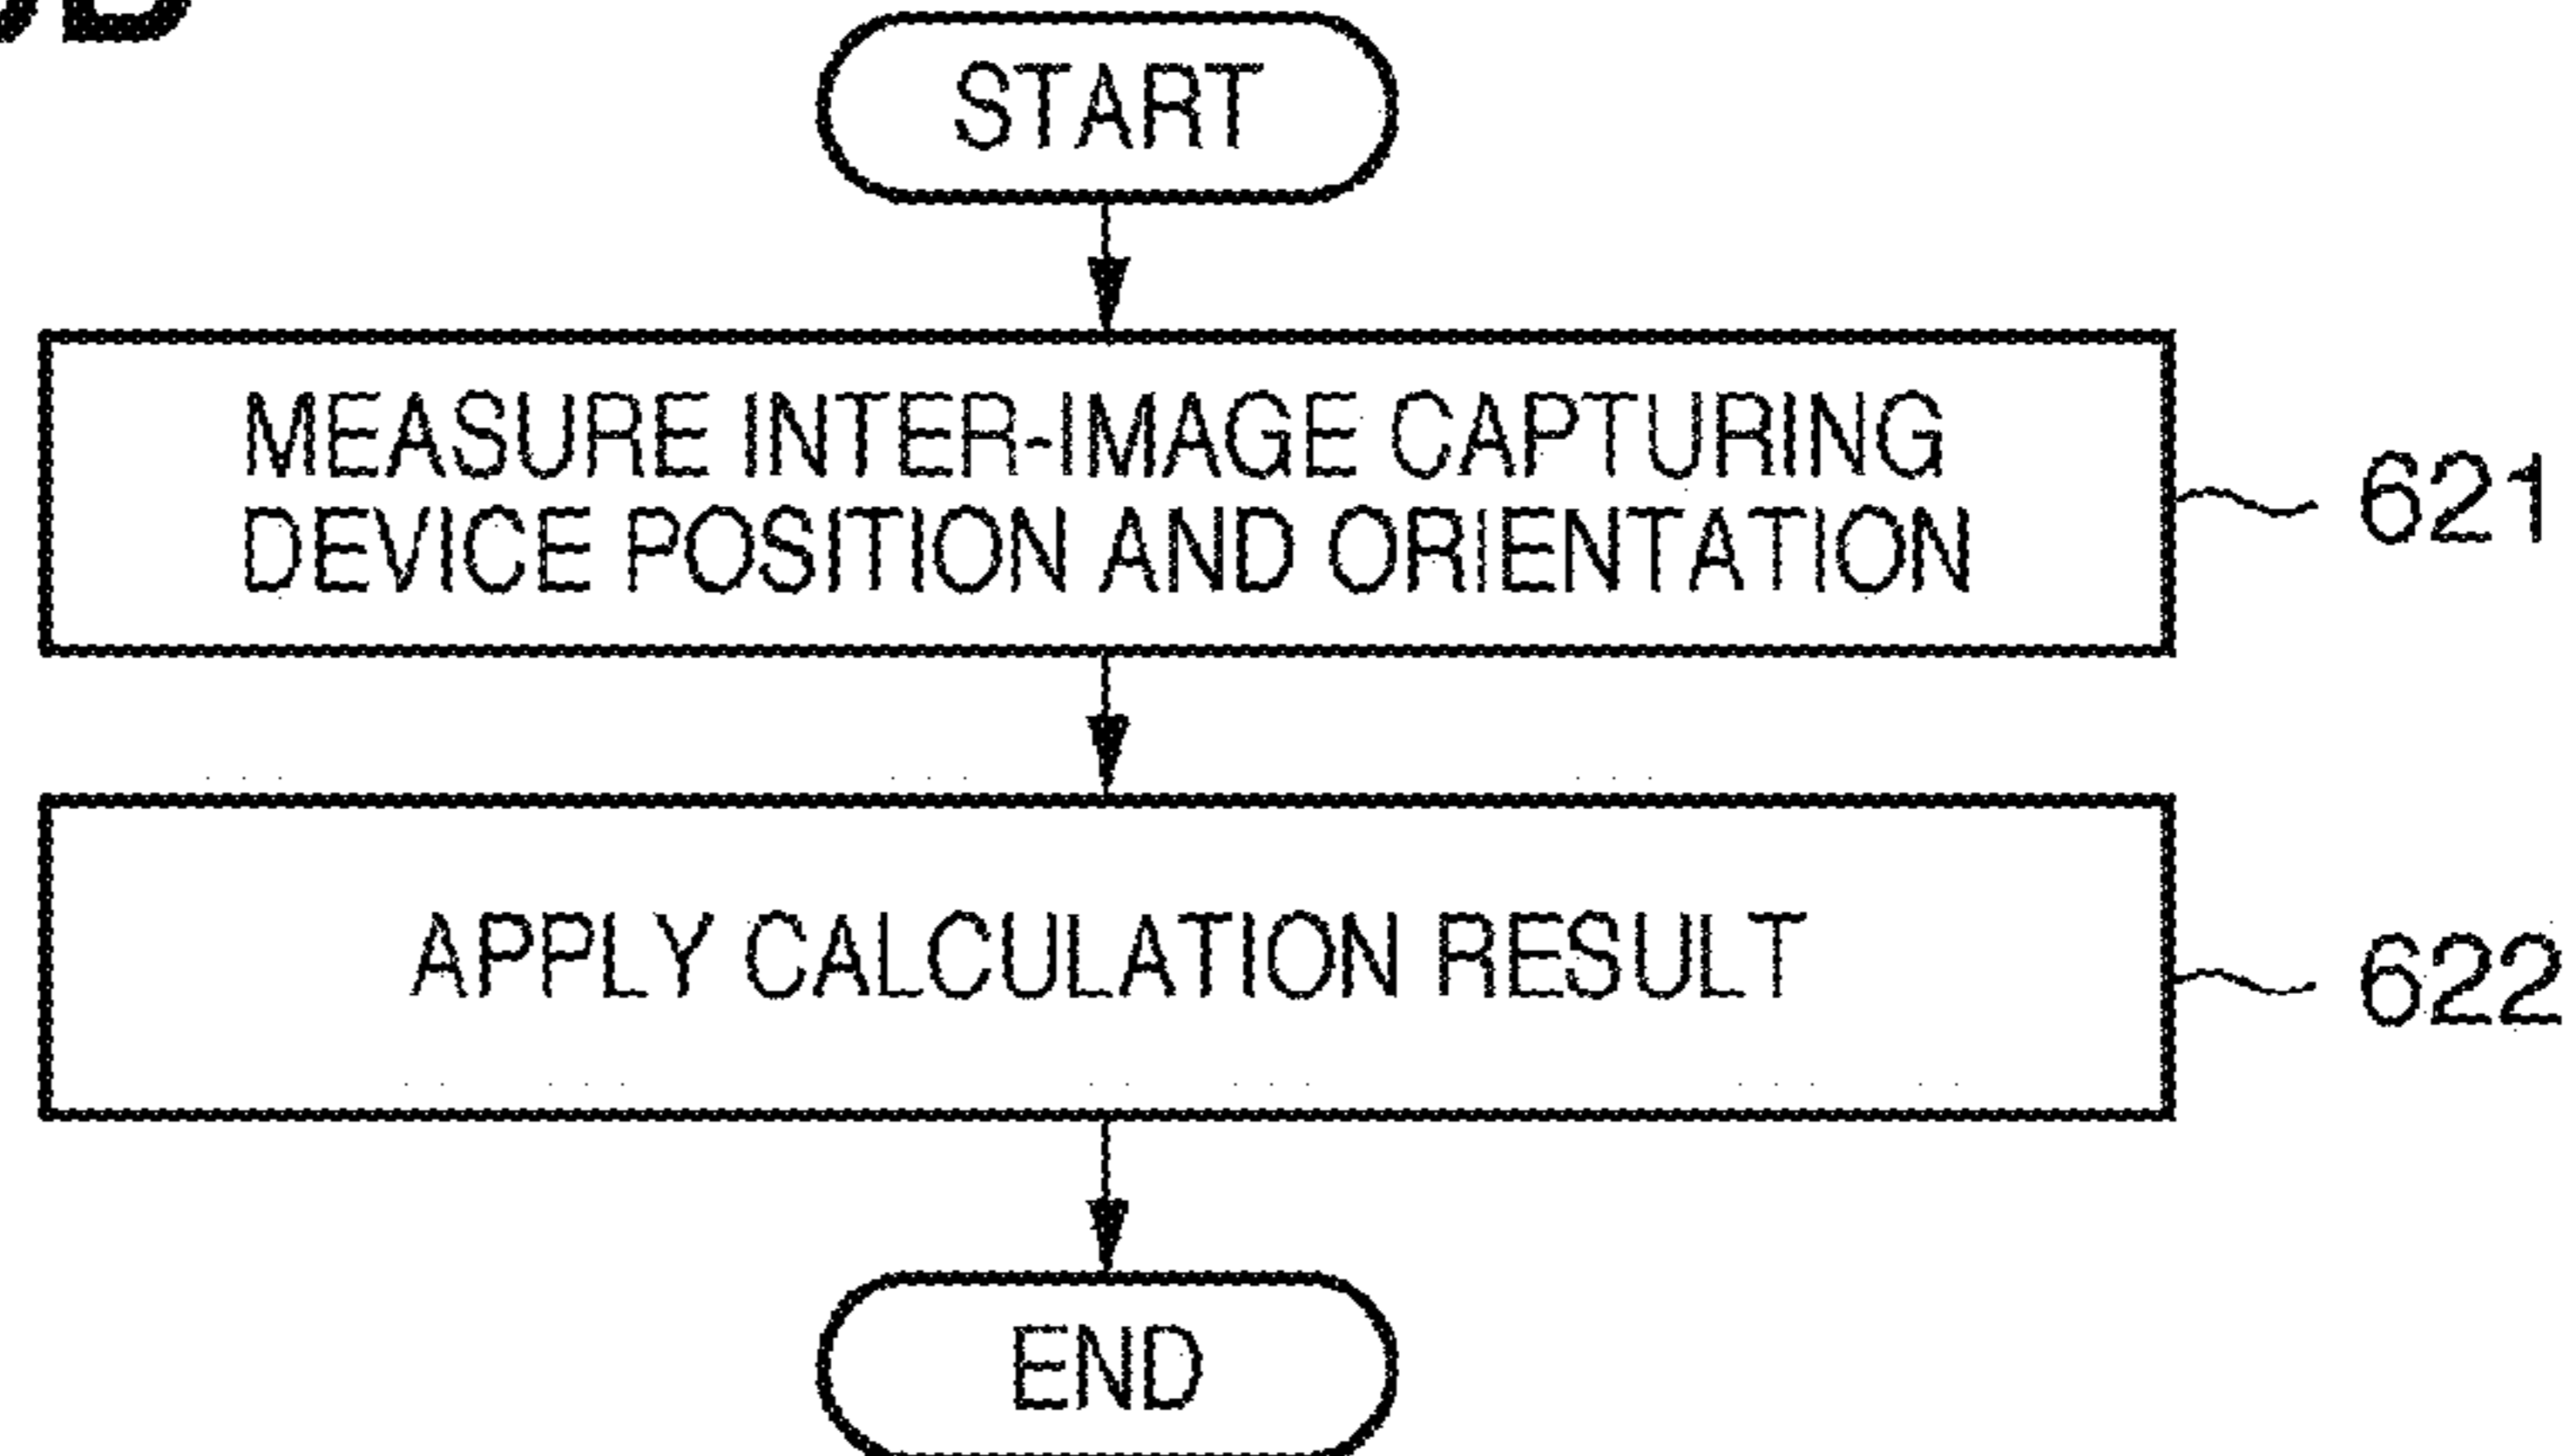 START
MEASURE INTER-IMAGE CAPTURING
DEVICE POSITION AND ORIENTATION
621
APPLY CALCULATION RESULT
622
END